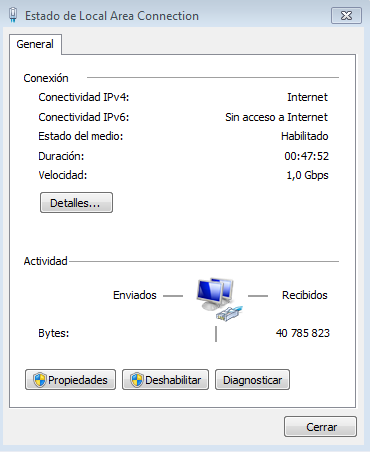 Estado de Local Area Connection
General
Conexión
Conectividad IPv4: Internet
Conectividad IPv6: Sin acceso a Internet
Estado del medio: Habilitado
Duración: 00:47:52
Velocidad: 1,0 Gbps
Detalles...
Actividad
Enviados Recibidos
Bytes: 40 785 823
Propiedades Deshabilitar Diagnosticar
Cerrar